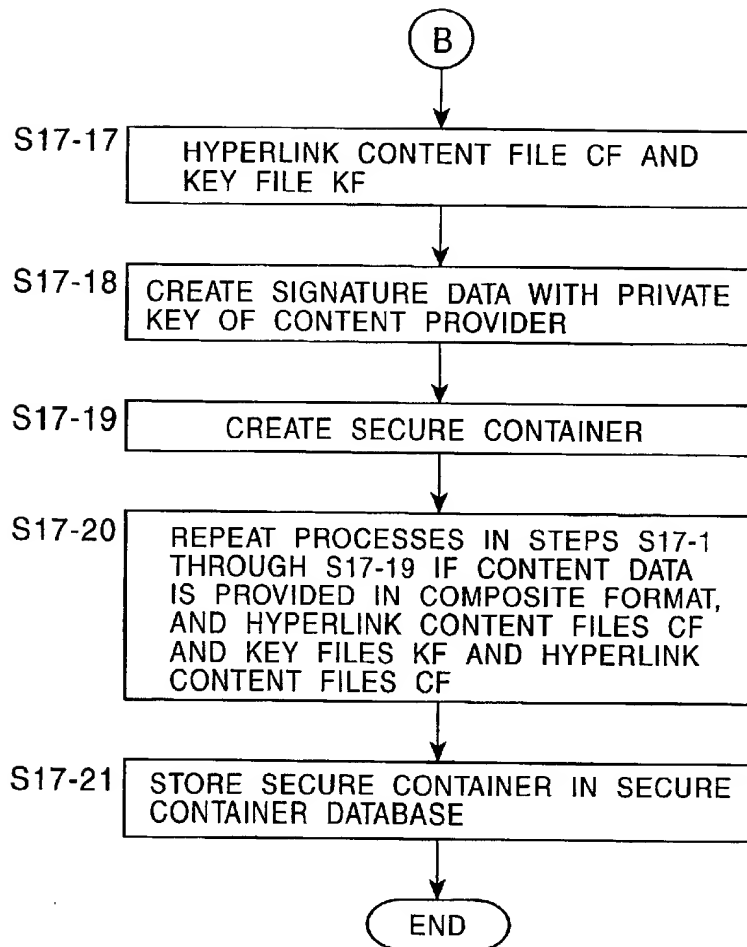 B
S17-17
HYPERLINK CONTENT FILE CF AND
KEY FILE KF
S17-18
CREATE SIGNATURE DATA WITH PRIVATE
KEY OF CONTENT PROVIDER
S17-19
CREATE SECURE CONTAINER
S17-20
REPEAT PROCESSES IN STEPS S17-1
THROUGH S17-19 IF CONTENT DATA
IS PROVIDED IN COMPOSITE FORMAT,
AND HYPERLINK CONTENT FILES CF
AND KEY FILES KF AND HYPERLINK
CONTENT FILES CF
S17-21
STORE SECURE CONTAINER IN SECURE
CONTAINER DATABASE
END